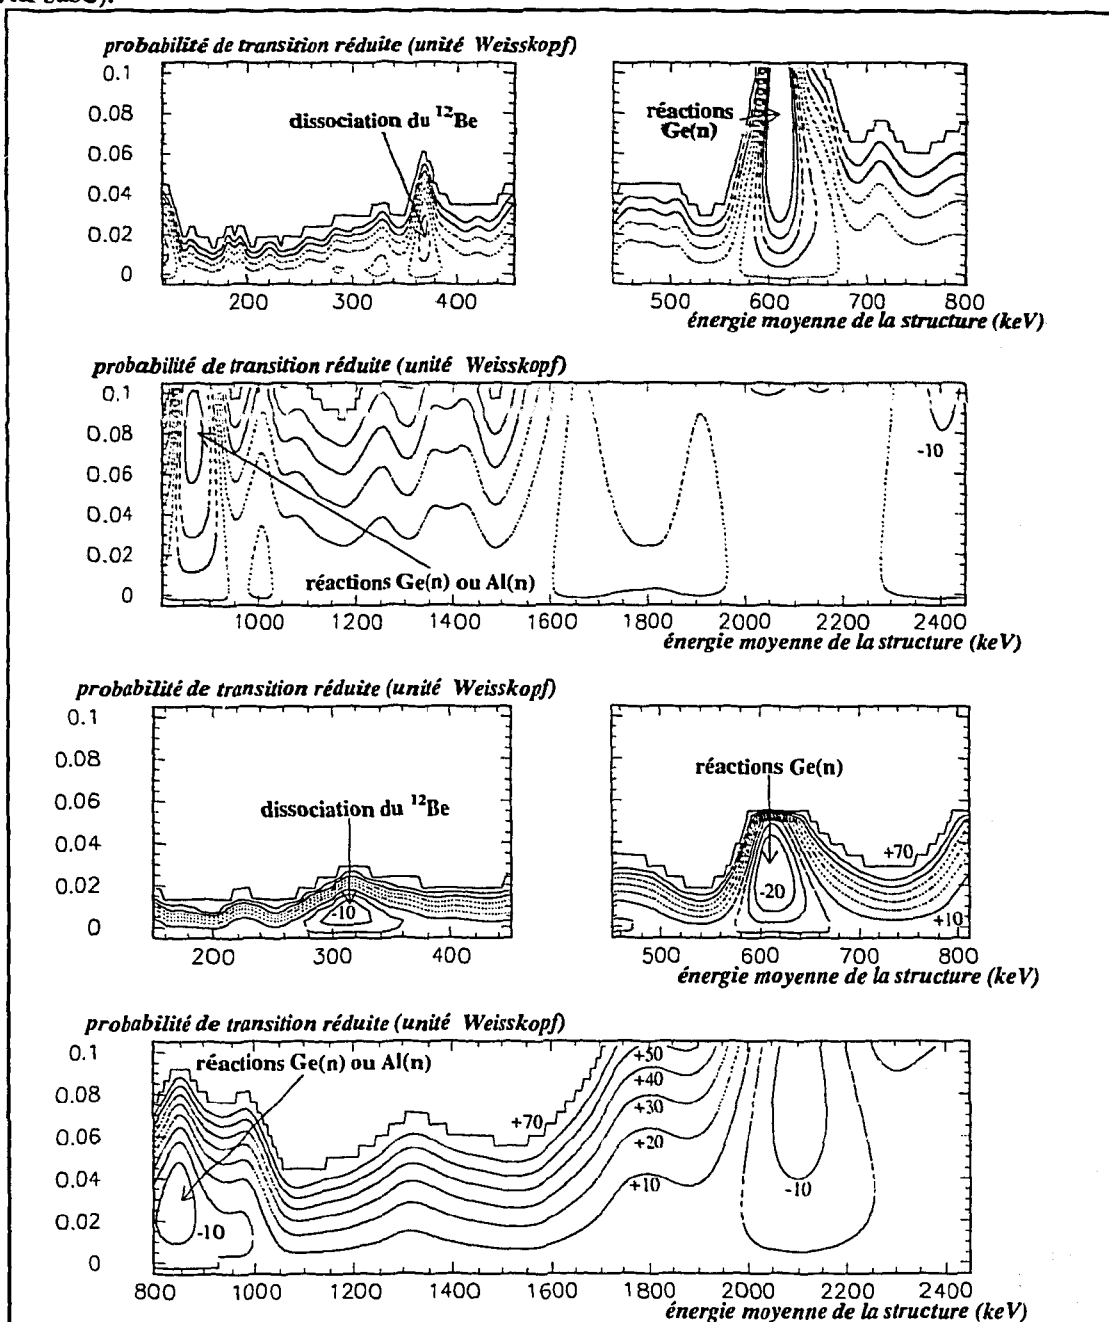 probabilité de transition réduite (unité Weisskopf)
0.1
0.08
0.06
0.04
0.02
0
dissociation du ¹²Be
200 300 400
réactions
Ge(n)
500 600 700 800
énergie moyenne de la structure (keV)
probabilité de transition réduite (unité Weisskopf)
0.1
0.08
0.06
0.04
0.02
0
-10
réactions Ge(n) ou Al(n)
1000 1200 1400 1600 1800 2000 2200 2400
énergie moyenne de la structure (keV)
probabilité de transition réduite (unité Weisskopf)
0.1
0.08
0.06
0.04
0.02
0
dissociation du ¹²Be
-10
200 300 400
réactions Ge(n)
+70
-20
+10
500 600 700 800
énergie moyenne de la structure (keV)
probabilité de transition réduite (unité Weisskopf)
0.1
0.08
0.06
0.04
0.02
0
réactions Ge(n) ou Al(n)
-10
+70
+50
+40
+30
+20
+10
-10
800 1000 1200 1400 1600 1800 2000 2200 2400
énergie moyenne de la structure (keV)